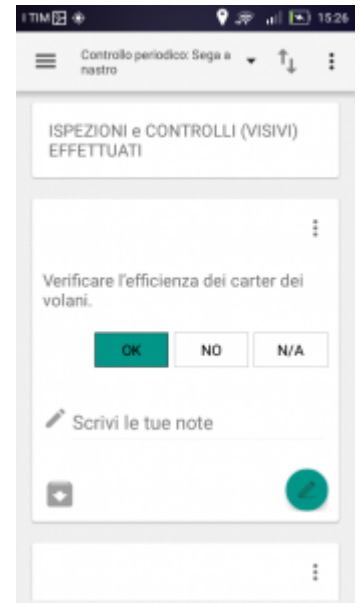 I TIM
15:26
Controllo periodico: Sega a
nastro
ISPEZIONI e CONTROLLI (VISIVI)
EFFETTUATI
Verificare l'efficienza dei carter dei
volani.
OK NO N/A
Scrivi le tue note